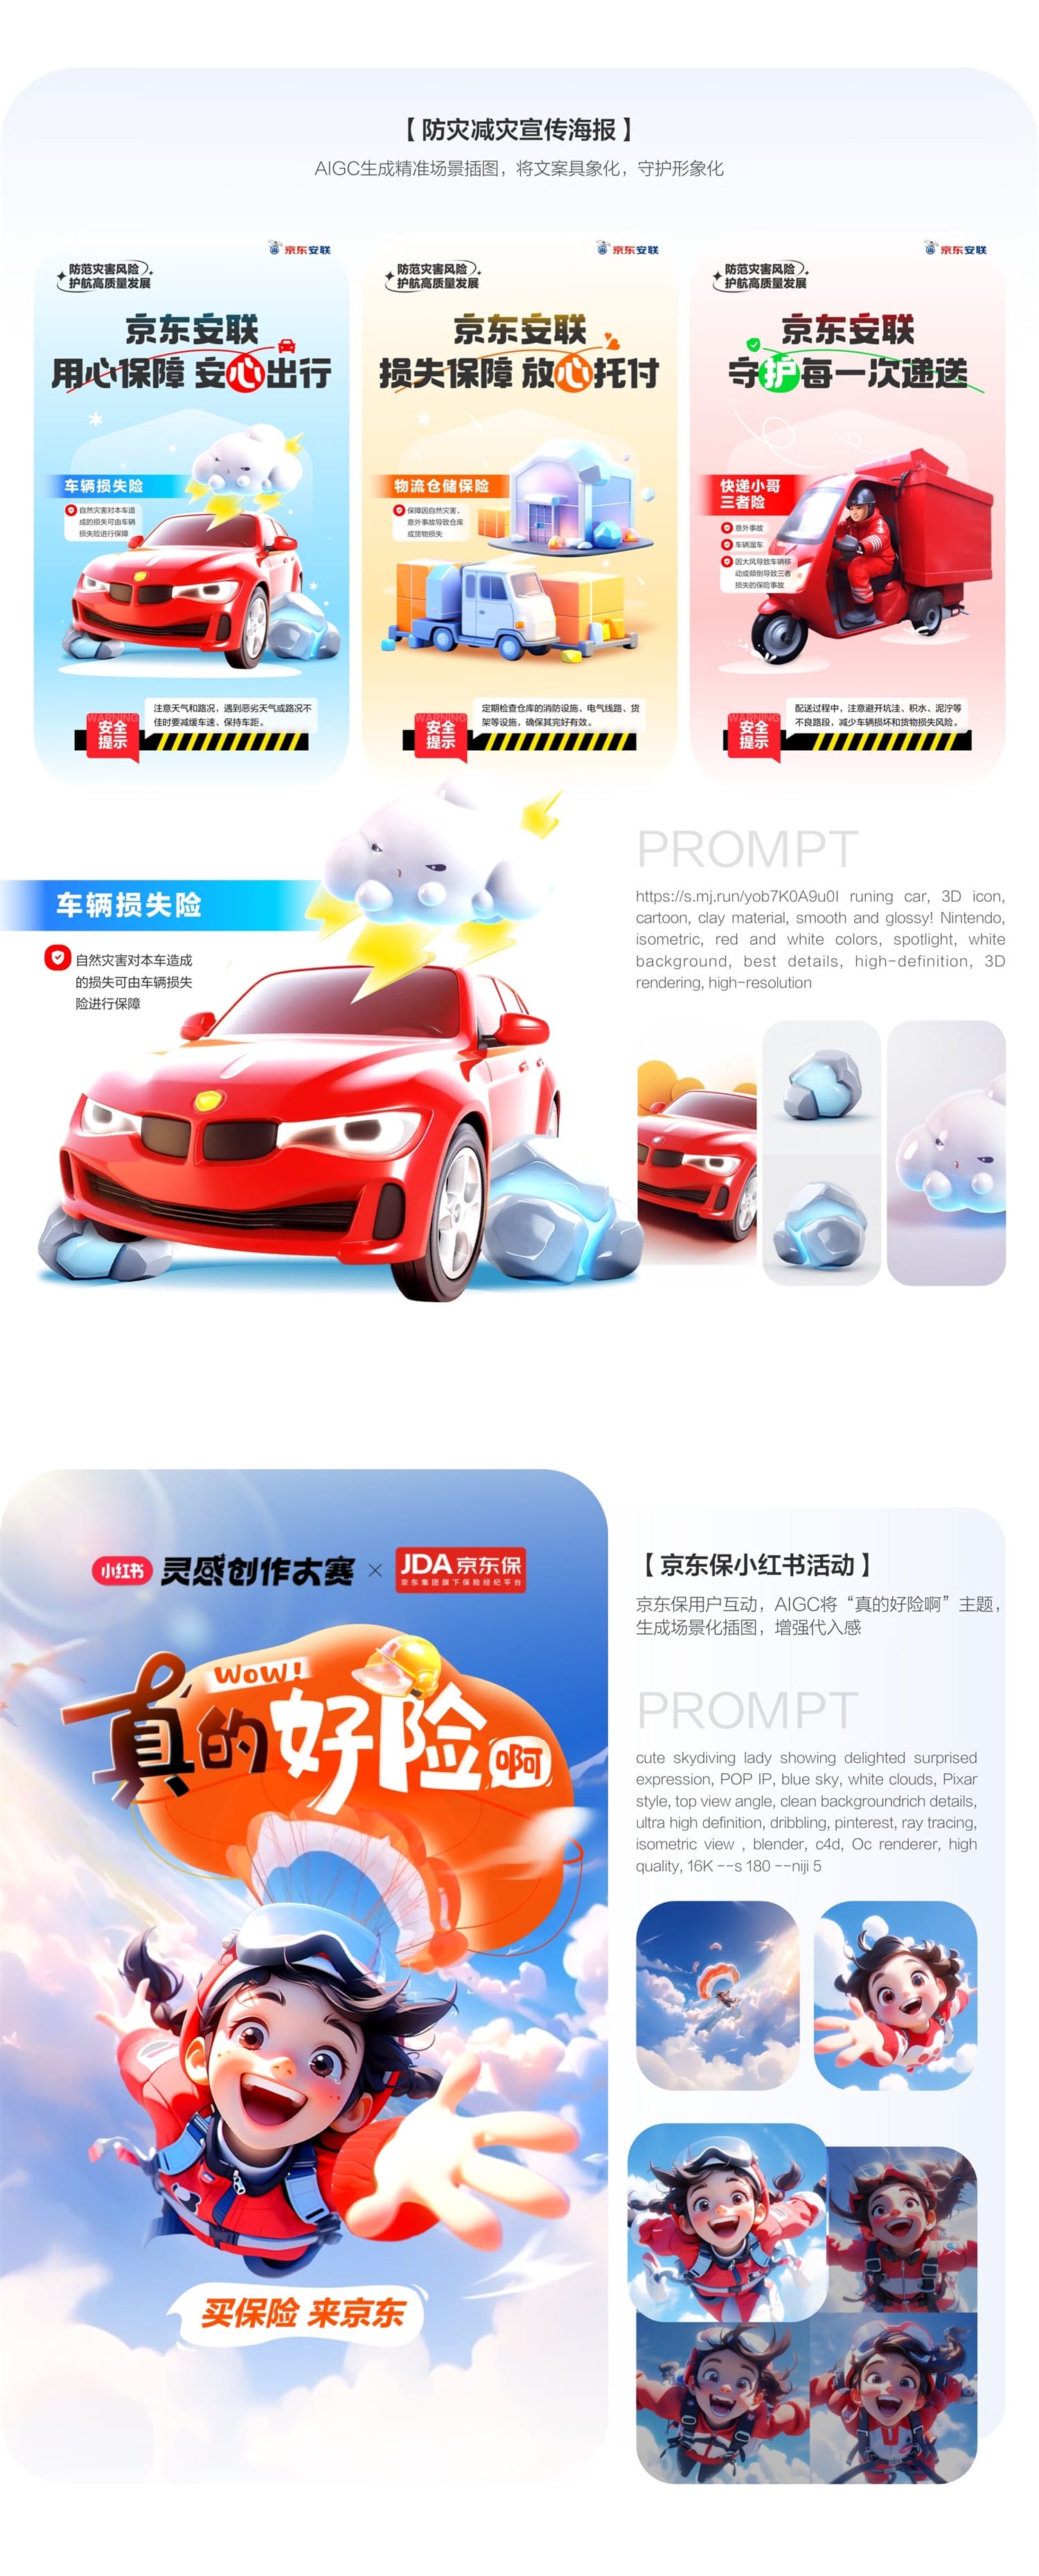 【 防灾减灾宣传海报 】
AIGC生成精准场景插图，将文案具象化，守护形象化
京东安联
防范灾害风险
护航高质量发展
京东安联
用心保障 安心出行
车辆损失险
自然灾害对本车造
成的损失可由车辆
损失险进行保障
WARNING
安全
提示
注意天气和路况，遇到恶劣天气或路况不
佳时要减缓车速、保持车距。
京东安联
防范灾害风险
护航高质量发展
京东安联
损失保障 放心托付
物流仓储保险
保障因自然灾害、
意外事故导致仓库
或货物损失
WARNING
安全
提示
定期检查仓库的消防设施、电气线路、货
架等设施，确保其完好有效。
京东安联
防范灾害风险
护航高质量发展
京东安联
守护每一次递送
快递小哥
三者险
意外事故
车辆溜车
因大风导致车辆移
动或倾倒导致三者
损失的保险事故
WARNING
安全
提示
配送过程中，注意避开坑洼、积水、泥泞等
不良路段，减少车辆损坏和货物损失风险。
车辆损失险
自然灾害对本车造成
的损失可由车辆损失
险进行保障
PROMPT
https://s.mj.run/yob7K0A9u0I runing car, 3D icon,
cartoon, clay material, smooth and glossy! Nintendo,
isometric, red and white colors, spotlight, white
background, best details, high-definition, 3D
rendering, high-resolution
小红书 灵感创作大赛 × JDA 京东保
京东集团旗下保险经纪平台
WOW!
真的好险啊
买保险 来京东
【 京东保小红书活动 】
京东保用户互动，AIGC将“真的好险啊”主题，
生成场景化插图，增强代入感
PROMPT
cute skydiving lady showing delighted surprised
expression, POP IP, blue sky, white clouds, Pixar
style, top view angle, clean backgroundrich details,
ultra high definition, dribbling, pinterest, ray tracing,
isometric view , blender, c4d, Oc renderer, high
quality, 16K --s 180 --niji 5